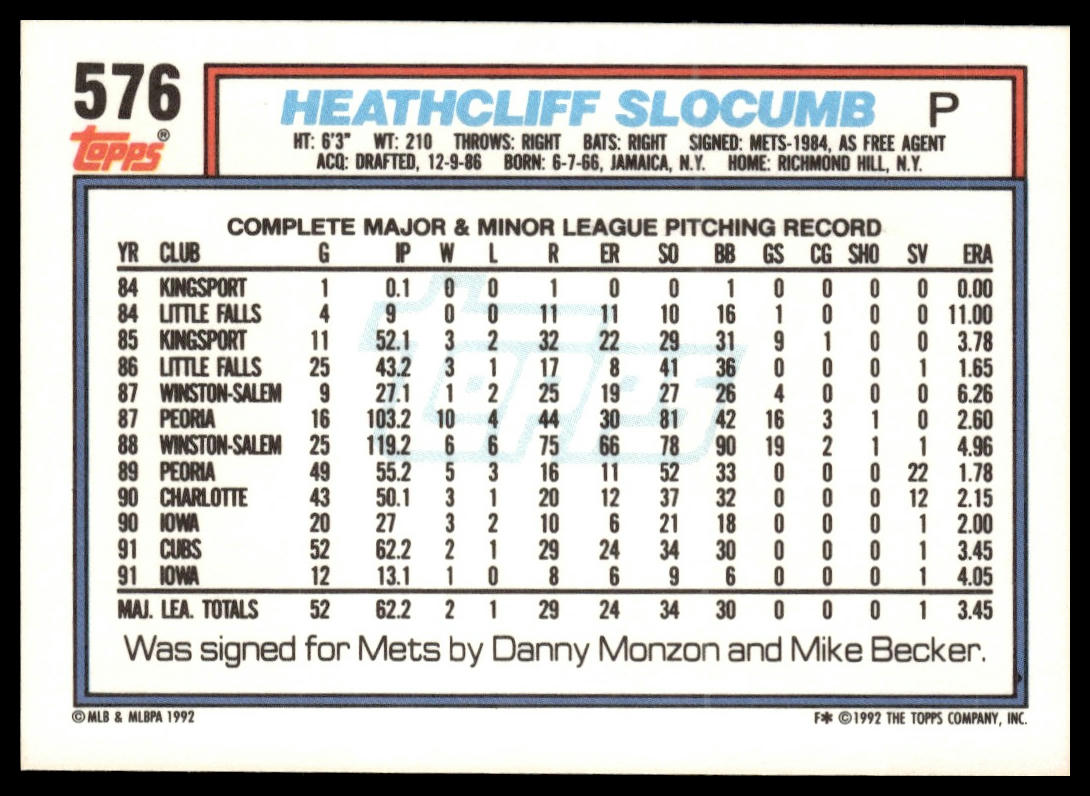 576
Topps®
HEATHCLIFF SLOCUMB P
HT: 6'3" WT: 210 THROWS: RIGHT BATS: RIGHT SIGNED: METS-1984, AS FREE AGENT
ACQ: DRAFTED, 12-9-86 BORN: 6-7-66, JAMAICA, N.Y. HOME: RICHMOND HILL, N.Y.
COMPLETE MAJOR & MINOR LEAGUE PITCHING RECORD
YR CLUB G IP W L R ER SO BB GS CG SHO SV ERA
84 KINGSPORT 1 0.1 0 0 1 0 0 1 0 0 0 0 0.00
84 LITTLE FALLS 4 9 0 0 11 11 10 16 1 0 0 0 11.00
85 KINGSPORT 11 52.1 3 2 32 22 29 31 9 1 0 0 3.78
86 LITTLE FALLS 25 43.2 3 1 17 8 41 36 0 0 0 1 1.65
87 WINSTON-SALEM 9 27.1 1 2 25 19 27 26 4 0 0 0 6.26
87 PEORIA 16 103.2 10 4 44 30 81 42 16 3 1 0 2.60
88 WINSTON-SALEM 25 119.2 6 6 75 66 78 90 19 2 1 1 4.96
89 PEORIA 49 55.2 5 3 16 11 52 33 0 0 0 22 1.78
90 CHARLOTTE 43 50.1 3 1 20 12 37 32 0 0 0 12 2.15
90 IOWA 20 27 3 2 10 6 21 18 0 0 0 1 2.00
91 CUBS 52 62.2 2 1 29 24 34 30 0 0 0 1 3.45
91 IOWA 12 13.1 1 0 8 6 9 6 0 0 0 1 4.05
MAJ. LEA. TOTALS 52 62.2 2 1 29 24 34 30 0 0 0 1 3.45
Topps
Was signed for Mets by Danny Monzon and Mike Becker.
© MLB & MLBPA 1992 F* © 1992 THE TOPPS COMPANY, INC.